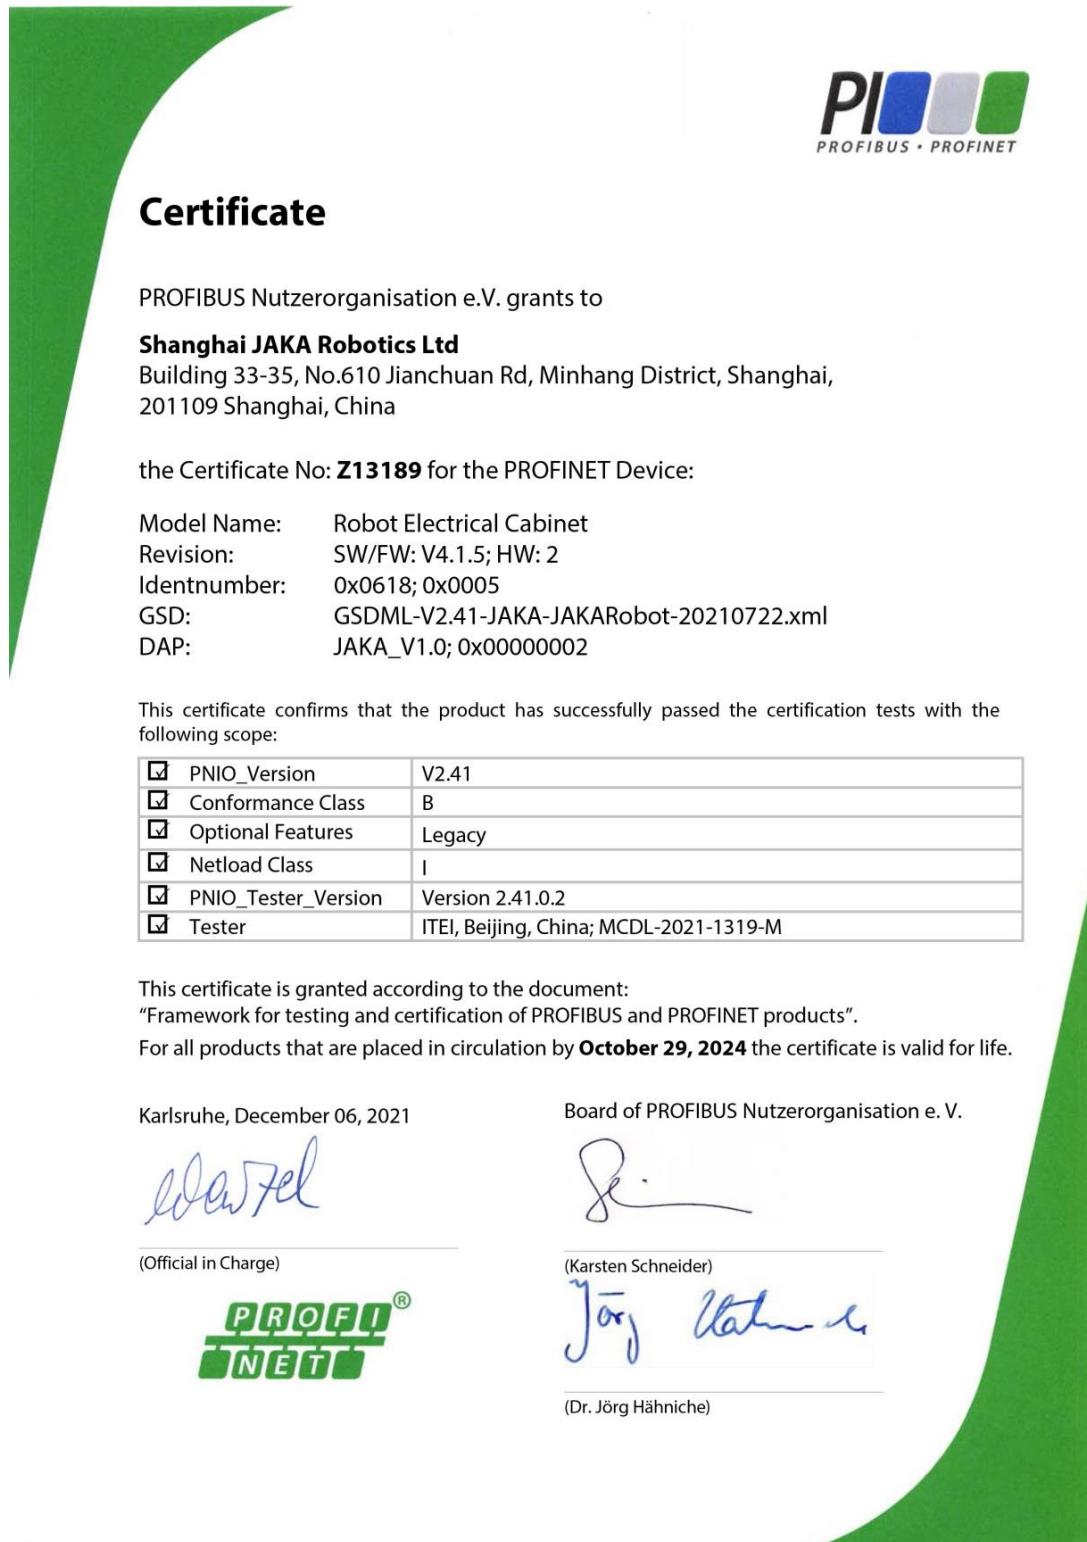 PI
PROFIBUS • PROFINET
Certificate
PROFIBUS Nutzerorganisation e.V. grants to
Shanghai JAKA Robotics Ltd
Building 33-35, No.610 Jianchuan Rd, Minhang District, Shanghai,
201109 Shanghai, China
the Certificate No: Z13189 for the PROFINET Device:
Model Name: Robot Electrical Cabinet
Revision: SW/FW: V4.1.5; HW: 2
Identnumber: 0x0618; 0x0005
GSD: GSDML-V2.41-JAKA-JAKARobot-20210722.xml
DAP: JAKA_V1.0; 0x00000002
This certificate confirms that the product has successfully passed the certification tests with the
following scope:
PNIO_Version V2.41
Conformance Class B
Optional Features Legacy
Netload Class I
PNIO_Tester_Version Version 2.41.0.2
Tester ITEI, Beijing, China; MCDL-2021-1319-M
This certificate is granted according to the document:
“Framework for testing and certification of PROFIBUS and PROFINET products”.
For all products that are placed in circulation by October 29, 2024 the certificate is valid for life.
Karlsruhe, December 06, 2021
Board of PROFIBUS Nutzerorganisation e. V.
(Official in Charge)
(Karsten Schneider)
Jörg
PROFI®
NET
(Dr. Jörg Hähniche)